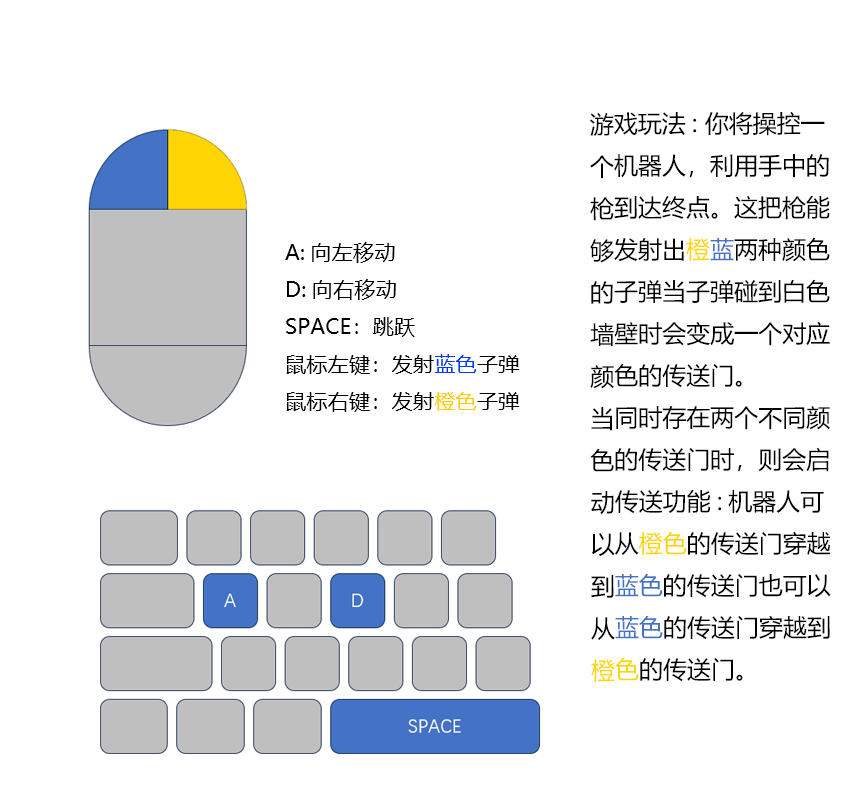 A: 向左移动
D: 向右移动
SPACE：跳跃
鼠标左键：发射蓝色子弹
鼠标右键：发射橙色子弹
A
D
SPACE
游戏玩法 : 你将操控一
个机器人，利用手中的
枪到达终点。这把枪能
够发射出橙蓝两种颜色
的子弹当子弹碰到白色
墙壁时会变成一个对应
颜色的传送门。
当同时存在两个不同颜
色的传送门时，则会启
动传送功能 : 机器人可
以从橙色的传送门穿越
到蓝色的传送门也可以
从蓝色的传送门穿越到
橙色的传送门。